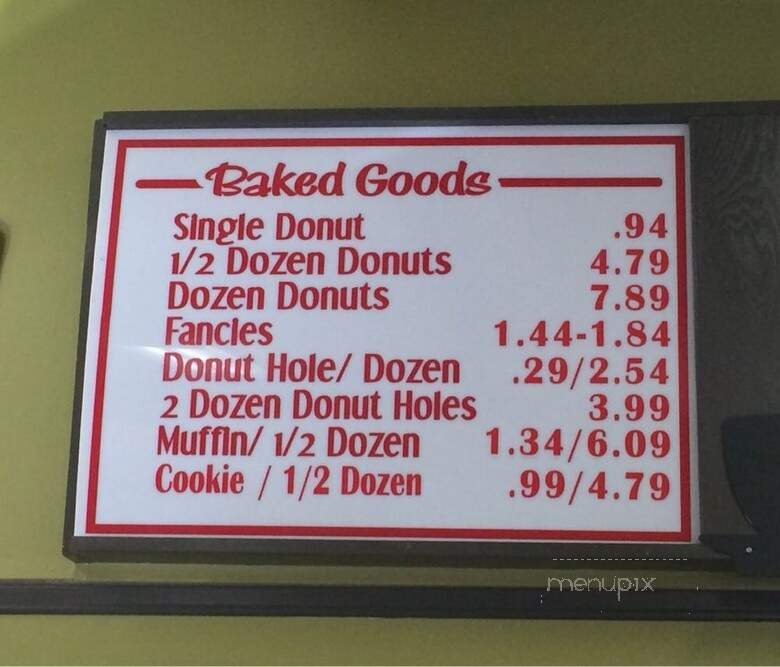 Baked Goods
Single Donut .94
1/2 Dozen Donuts 4.79
Dozen Donuts 7.89
Fancies 1.44-1.84
Donut Hole/ Dozen .29/2.54
2 Dozen Donut Holes 3.99
Muffin/ 1/2 Dozen 1.34/6.09
Cookie / 1/2 Dozen .99/4.79
menupix